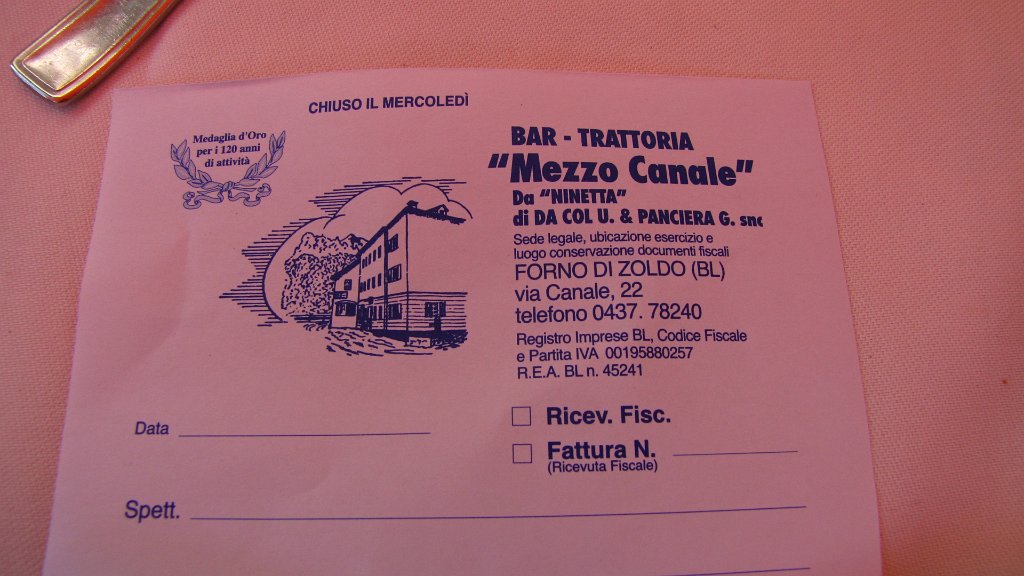 CHIUSO IL MERCOLEDÌ
Medaglia d'Oro
per i 120 anni
di attività
BAR - TRATTORIA
"Mezzo Canale"
Da "NINETTA"
di DA COL U. & PANCIERA G. snc
Sede legale, ubicazione esercizio e
luogo conservazione documenti fiscali
FORNO DI ZOLDO (BL)
via Canale, 22
telefono 0437. 78240
Registro Imprese BL, Codice Fiscale
e Partita IVA 00195880257
R.E.A. BL n. 45241
Ricev. Fisc.
Data
Fattura N.
(Ricevuta Fiscale)
Spett.